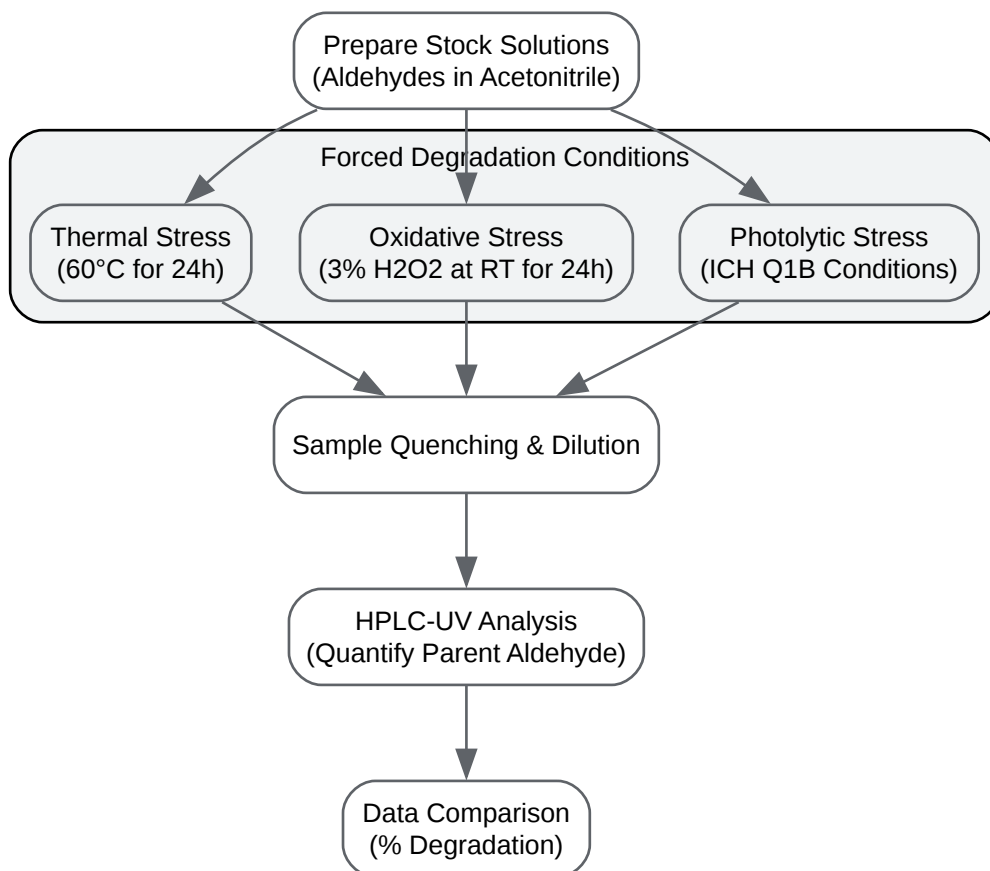 Prepare Stock Solutions
(Aldehydes in Acetonitrile)
Forced Degradation Conditions
Thermal Stress
(60°C for 24h)
Oxidative Stress
(3% H2O2 at RT for 24h)
Photolytic Stress
(ICH Q1B Conditions)
Sample Quenching & Dilution
HPLC-UV Analysis
(Quantify Parent Aldehyde)
Data Comparison
(% Degradation)